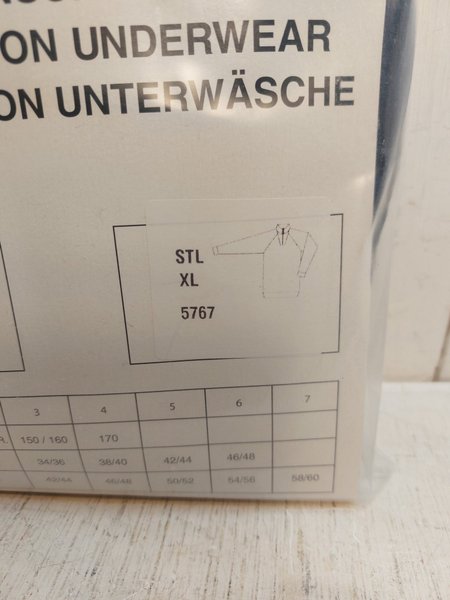 ON UNDERWEAR
ON UNTERWÄSCHE
STL
XL
5767
3 4 5 6 7
R. 150 / 160 170
34/36 38/40 42/44 46/48
42/44 46/48 50/52 54/56 58/60